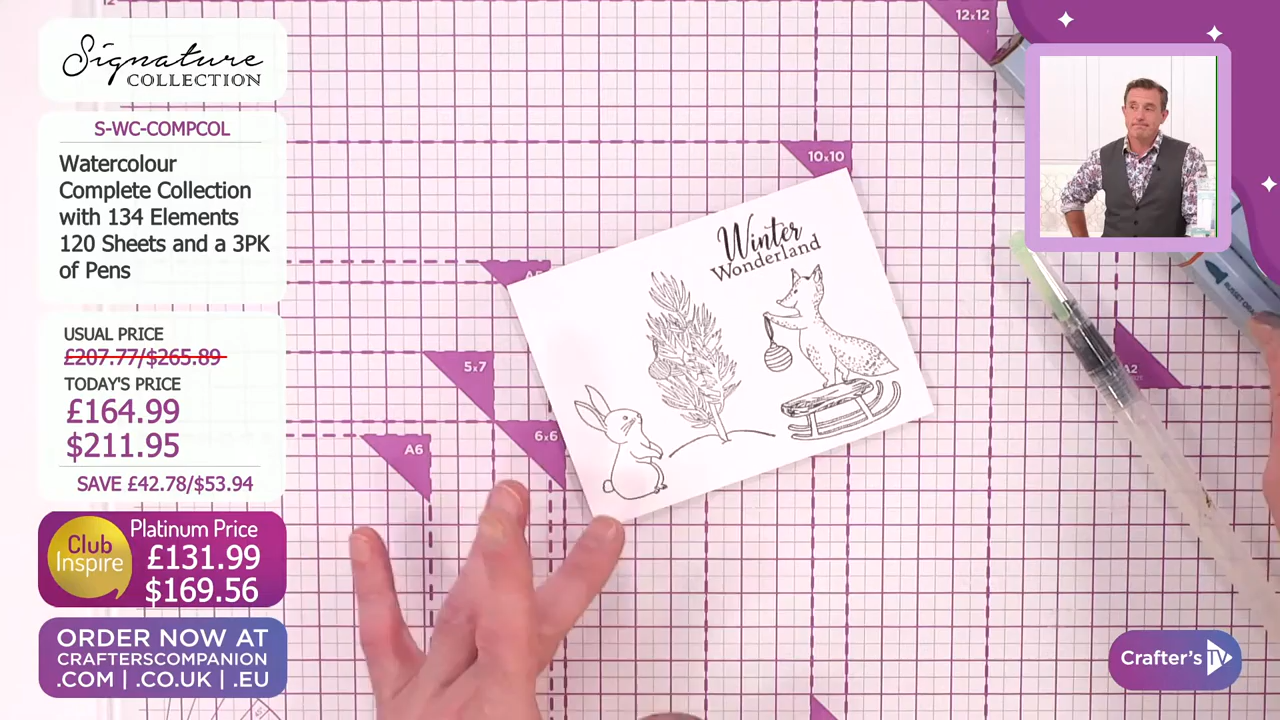 Signature
COLLECTION
S-WC-COMPCOL
Watercolour
Complete Collection
with 134 Elements
120 Sheets and a 3PK
of Pens
USUAL PRICE
£207.77/$265.89
TODAY'S PRICE
£164.99
$211.95
SAVE £42.78/$53.94
Club
Inspire
Platinum Price
£131.99
$169.56
ORDER NOW AT
CRAFTERSCOMPANION
.COM | .CO.UK | .EU
12x12
10x10
A5
5x7
6x6
A6
A2
Winter
Wonderland
Crafter's TV